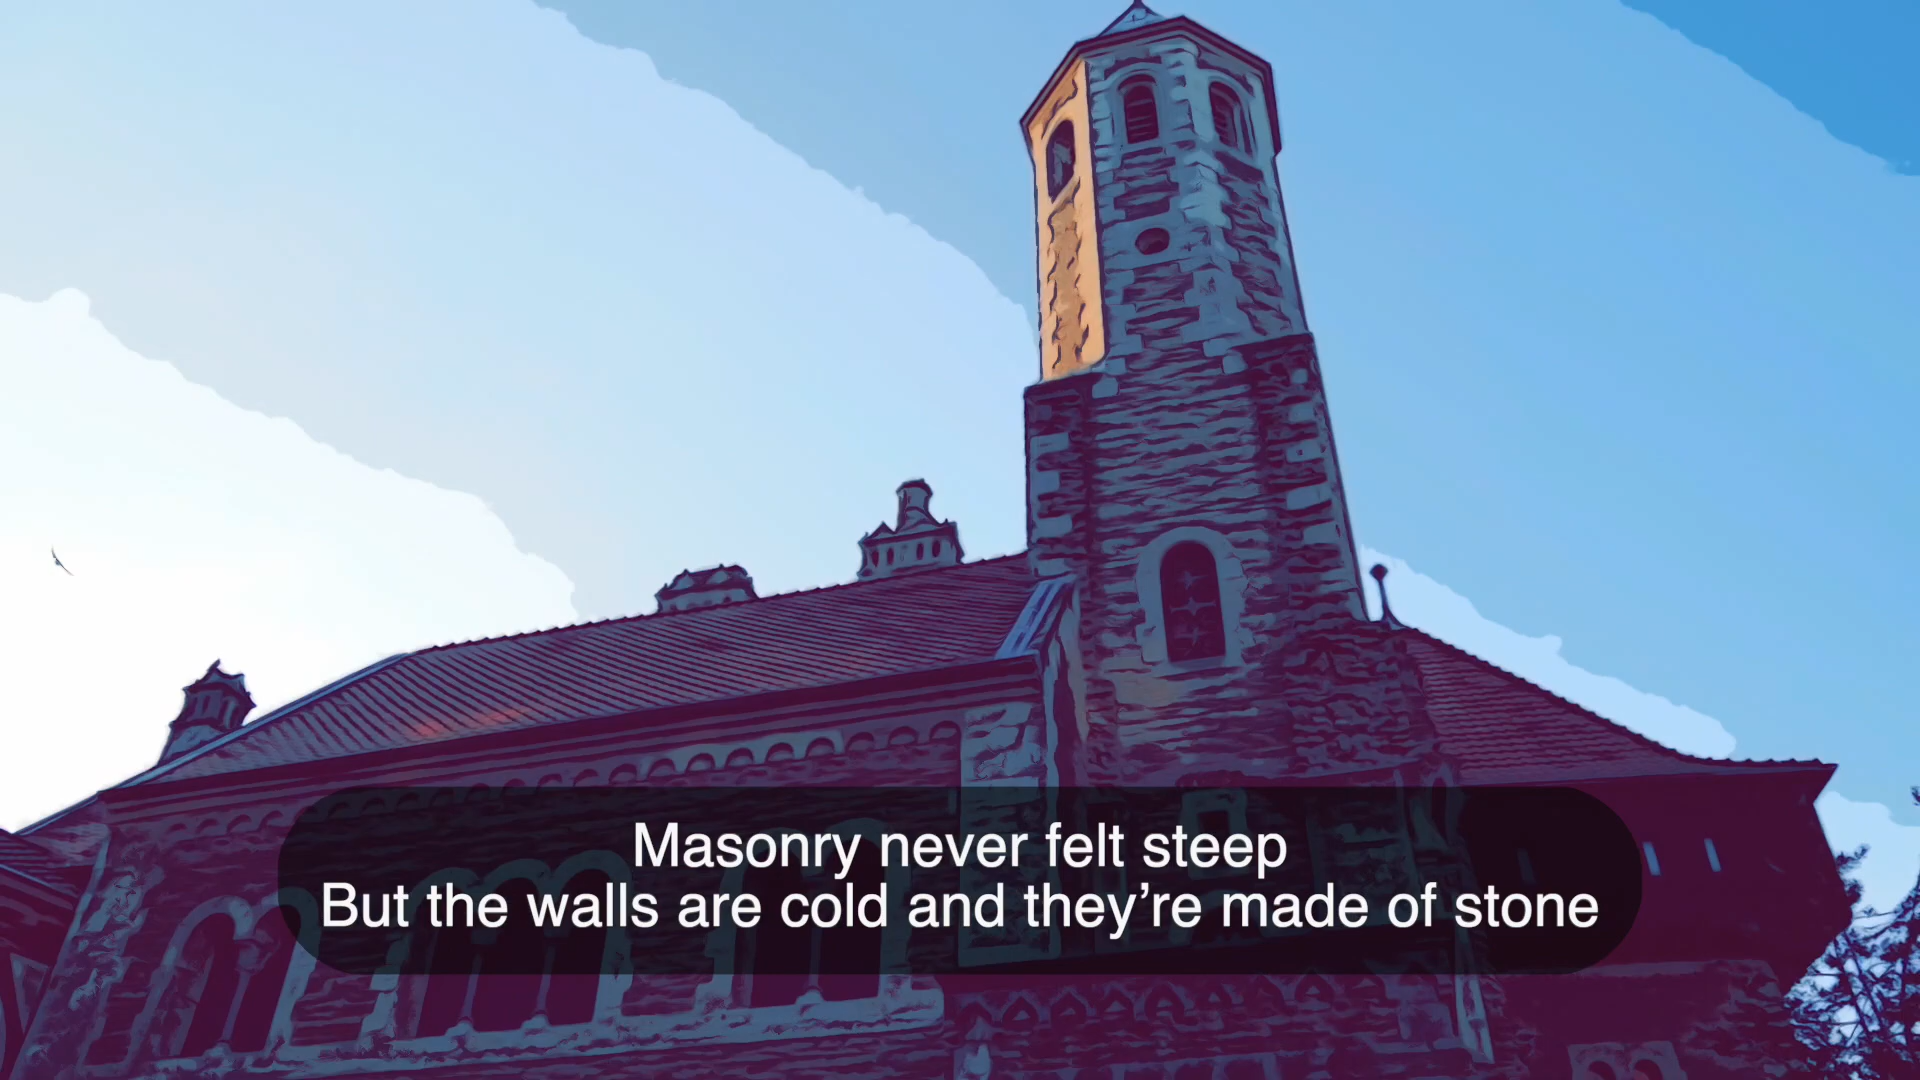 Masonry never felt steep
But the walls are cold and they’re made of stone